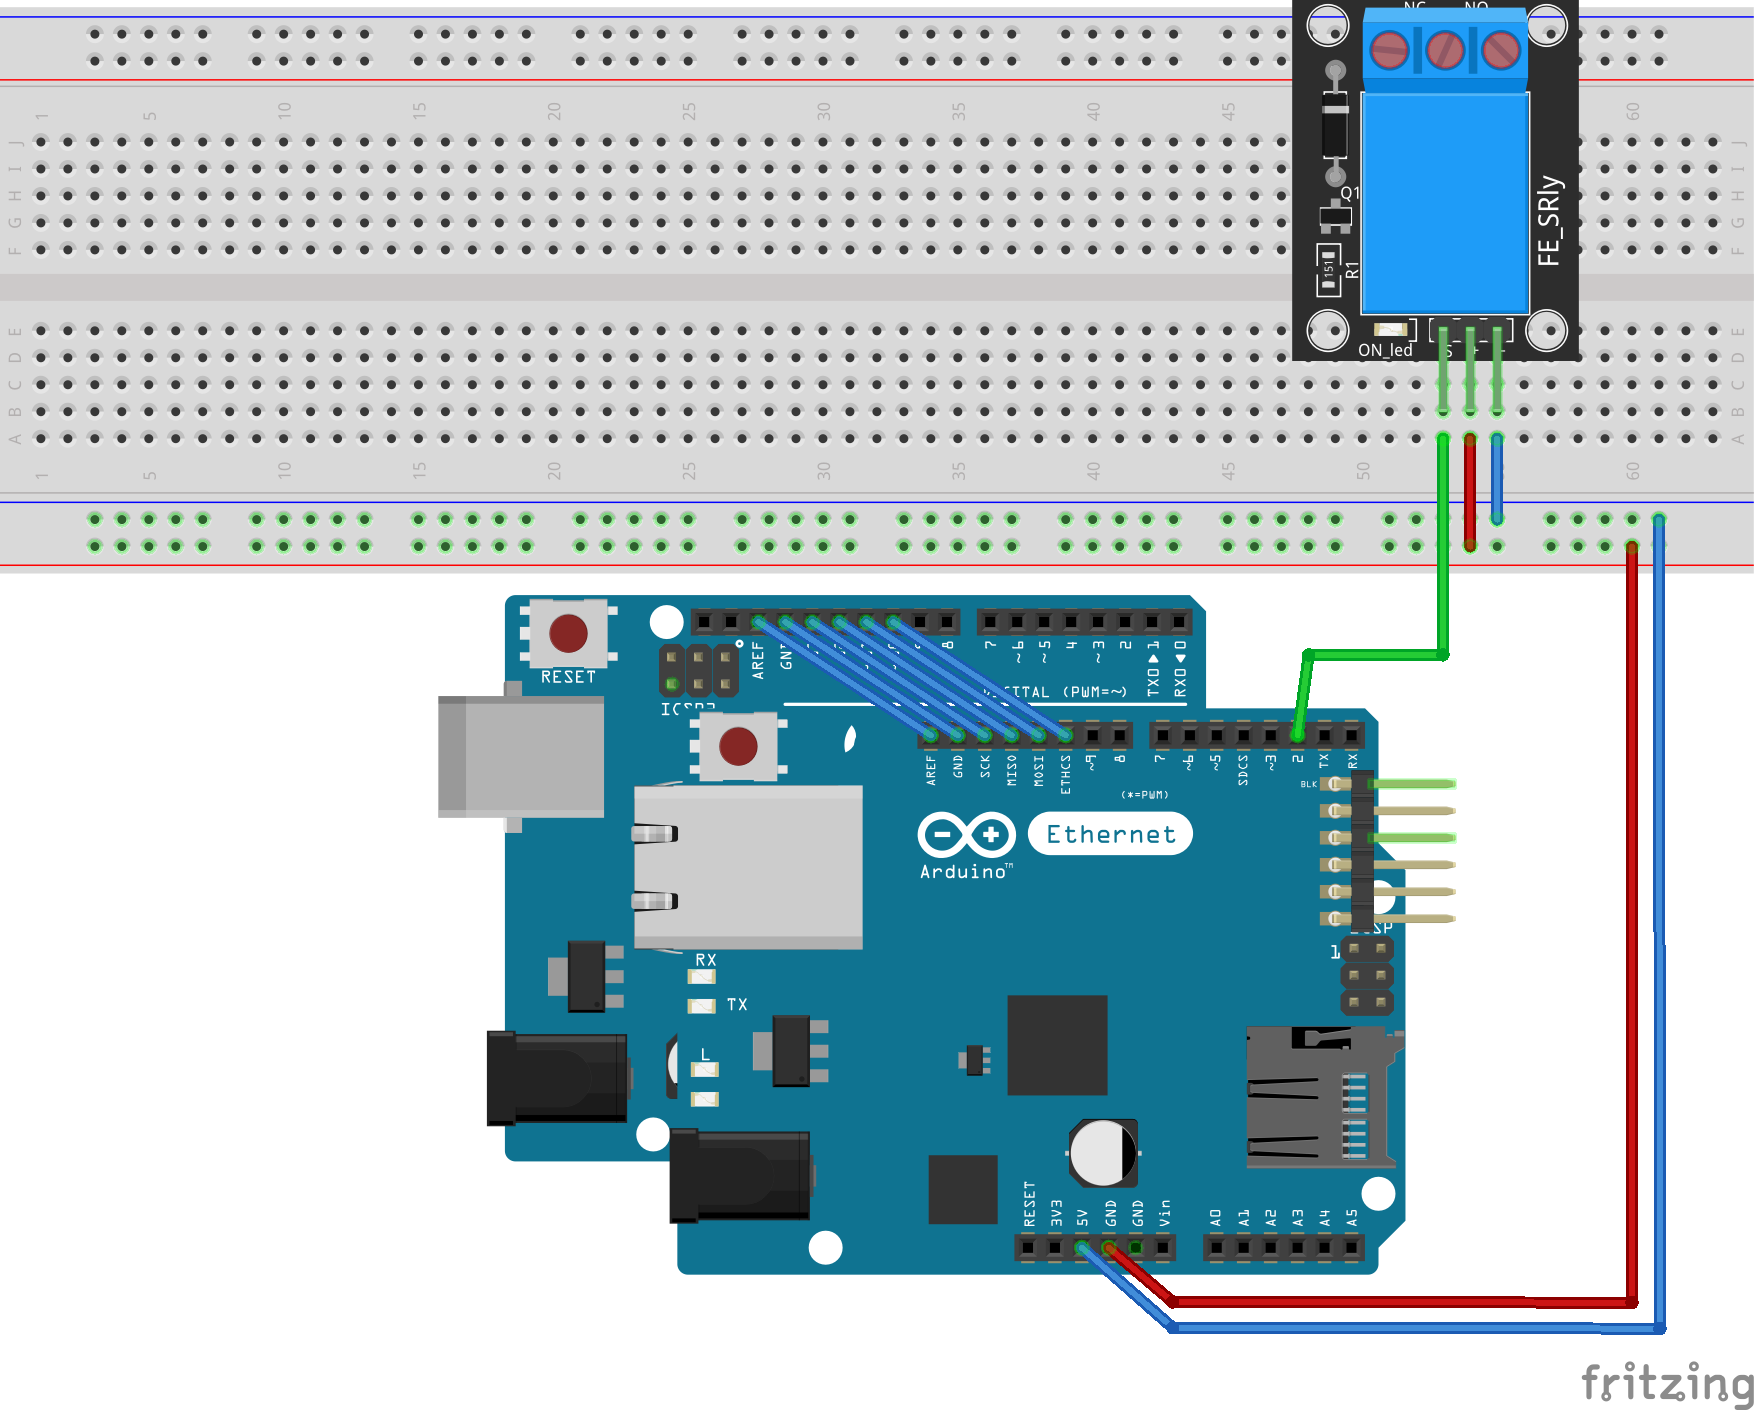 NC NO
1 5 10 15 20 25 30 35 40 45 60
J J
I I
H H
G G
F F
Q1
R1
151
FE_SRly
E E
D D
C C
B B
A A
ON_led
S + -
1 5 10 15 20 25 30 35 40 45 50 60
RESET
AREF GND 8
7 ~6 ~5 4 ~3 2 TX0 1 RX0 0
DIGITAL (PWM=~)
ICSP2
AREF GND SCK MISO MOSI ETHCS ~9 8
7 ~6 ~5 SDCS ~3 2 TX RX
(*=PWM)
BLK
Ethernet
Arduino™
ICSP
1
RX
TX
L
RESET 3V3 5V GND GND Vin
A0 A1 A2 A3 A4 A5
fritzing